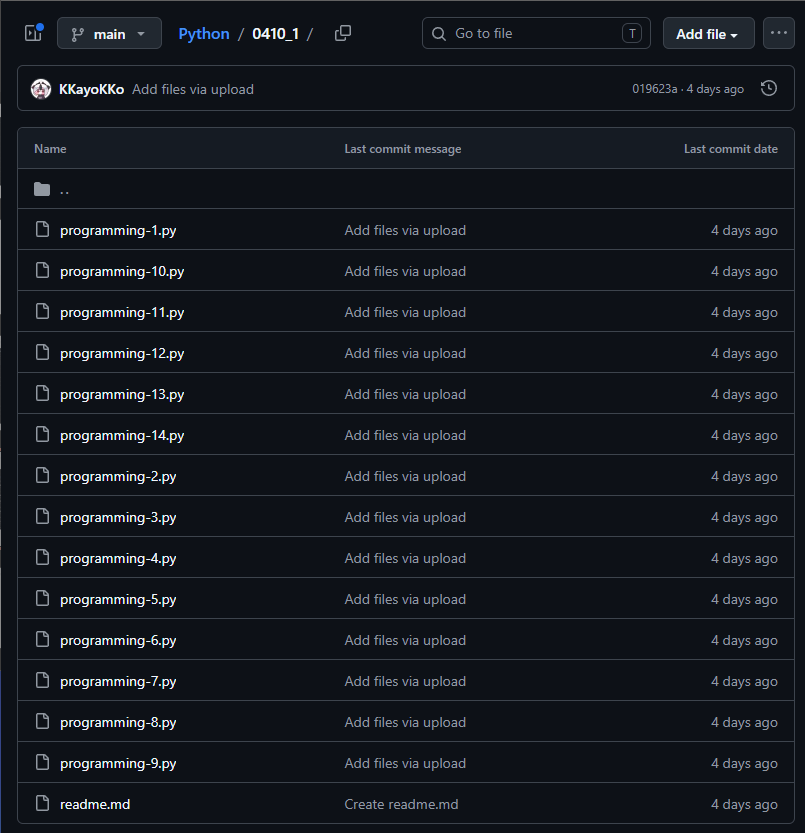 main Python / 0410_1 / Go to file T Add file ...
KKayoKKo Add files via upload 019623a · 4 days ago
Name Last commit message Last commit date
..
programming-1.py Add files via upload 4 days ago
programming-10.py Add files via upload 4 days ago
programming-11.py Add files via upload 4 days ago
programming-12.py Add files via upload 4 days ago
programming-13.py Add files via upload 4 days ago
programming-14.py Add files via upload 4 days ago
programming-2.py Add files via upload 4 days ago
programming-3.py Add files via upload 4 days ago
programming-4.py Add files via upload 4 days ago
programming-5.py Add files via upload 4 days ago
programming-6.py Add files via upload 4 days ago
programming-7.py Add files via upload 4 days ago
programming-8.py Add files via upload 4 days ago
programming-9.py Add files via upload 4 days ago
readme.md Create readme.md 4 days ago